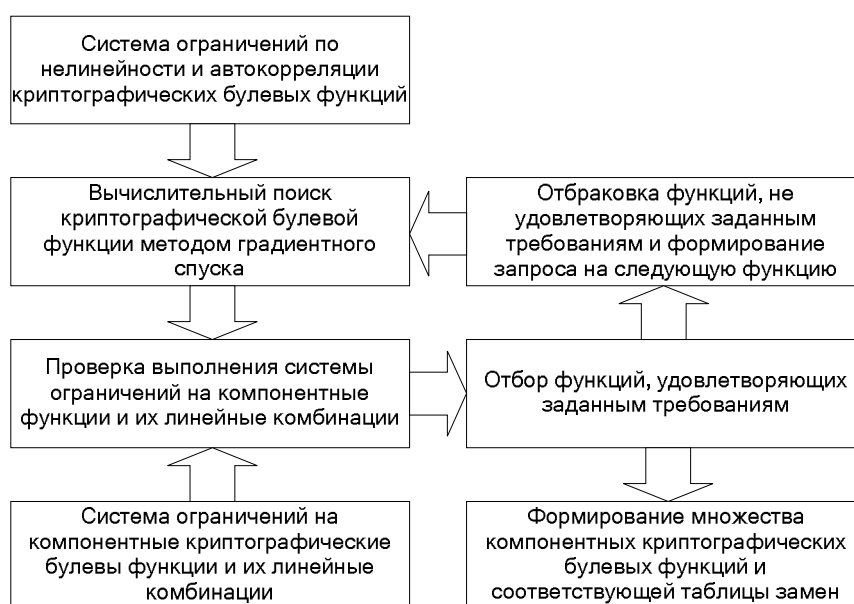 Система ограничений по
нелинейности и автокорреляции
криптографических булевых функций
Вычислительный поиск
криптографической булевой
функции методом градиентного
спуска
Отбраковка функций, не
удовлетворяющих заданным
требованиям и формирование
запроса на следующую функцию
Проверка выполнения системы
ограничений на компонентные
функции и их линейные комбинации
Отбор функций, удовлетворяющих
заданным требованиям
Система ограничений на
компонентные криптографические
булевы функции и их линейные
комбинации
Формирование множества
компонентных криптографических
булевых функций и
соответствующей таблицы замен